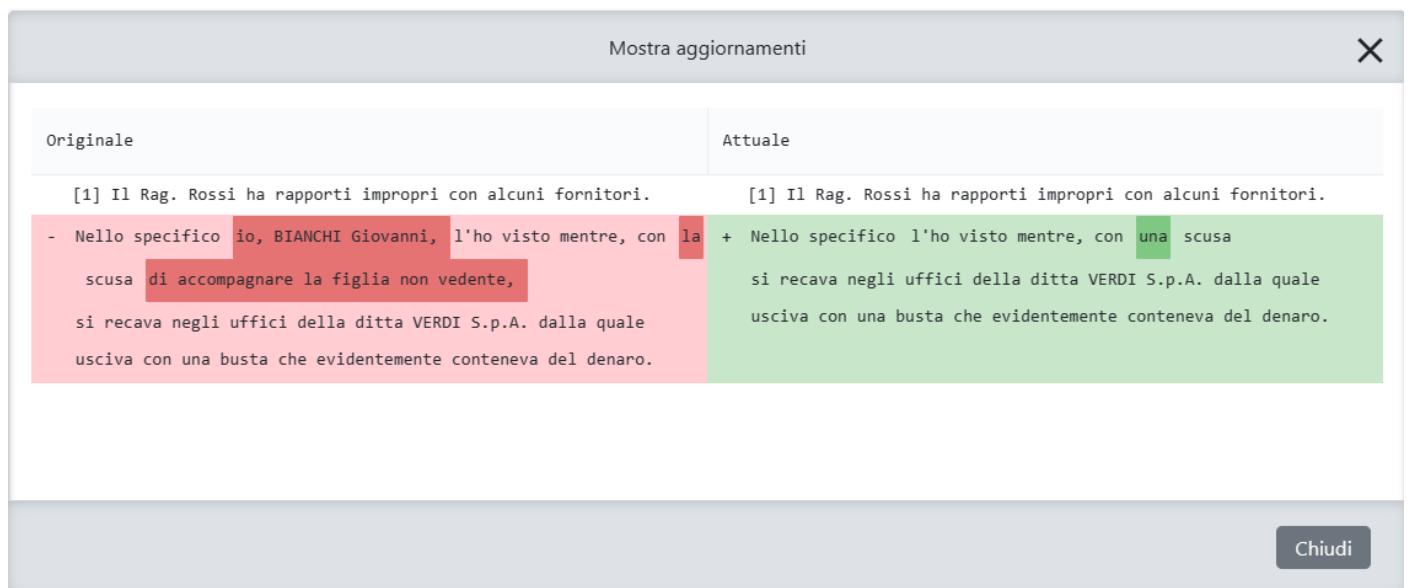 Mostra aggiornamenti
Originale
Attuale
[1] Il Rag. Rossi ha rapporti impropri con alcuni fornitori.
[1] Il Rag. Rossi ha rapporti impropri con alcuni fornitori.
- Nello specifico io, BIANCHI Giovanni, l'ho visto mentre, con la
scusa di accompagnare la figlia non vedente,
si recava negli uffici della ditta VERDI S.p.A. dalla quale
usciva con una busta che evidentemente conteneva del denaro.
+ Nello specifico l'ho visto mentre, con una scusa
si recava negli uffici della ditta VERDI S.p.A. dalla quale
usciva con una busta che evidentemente conteneva del denaro.
Chiudi